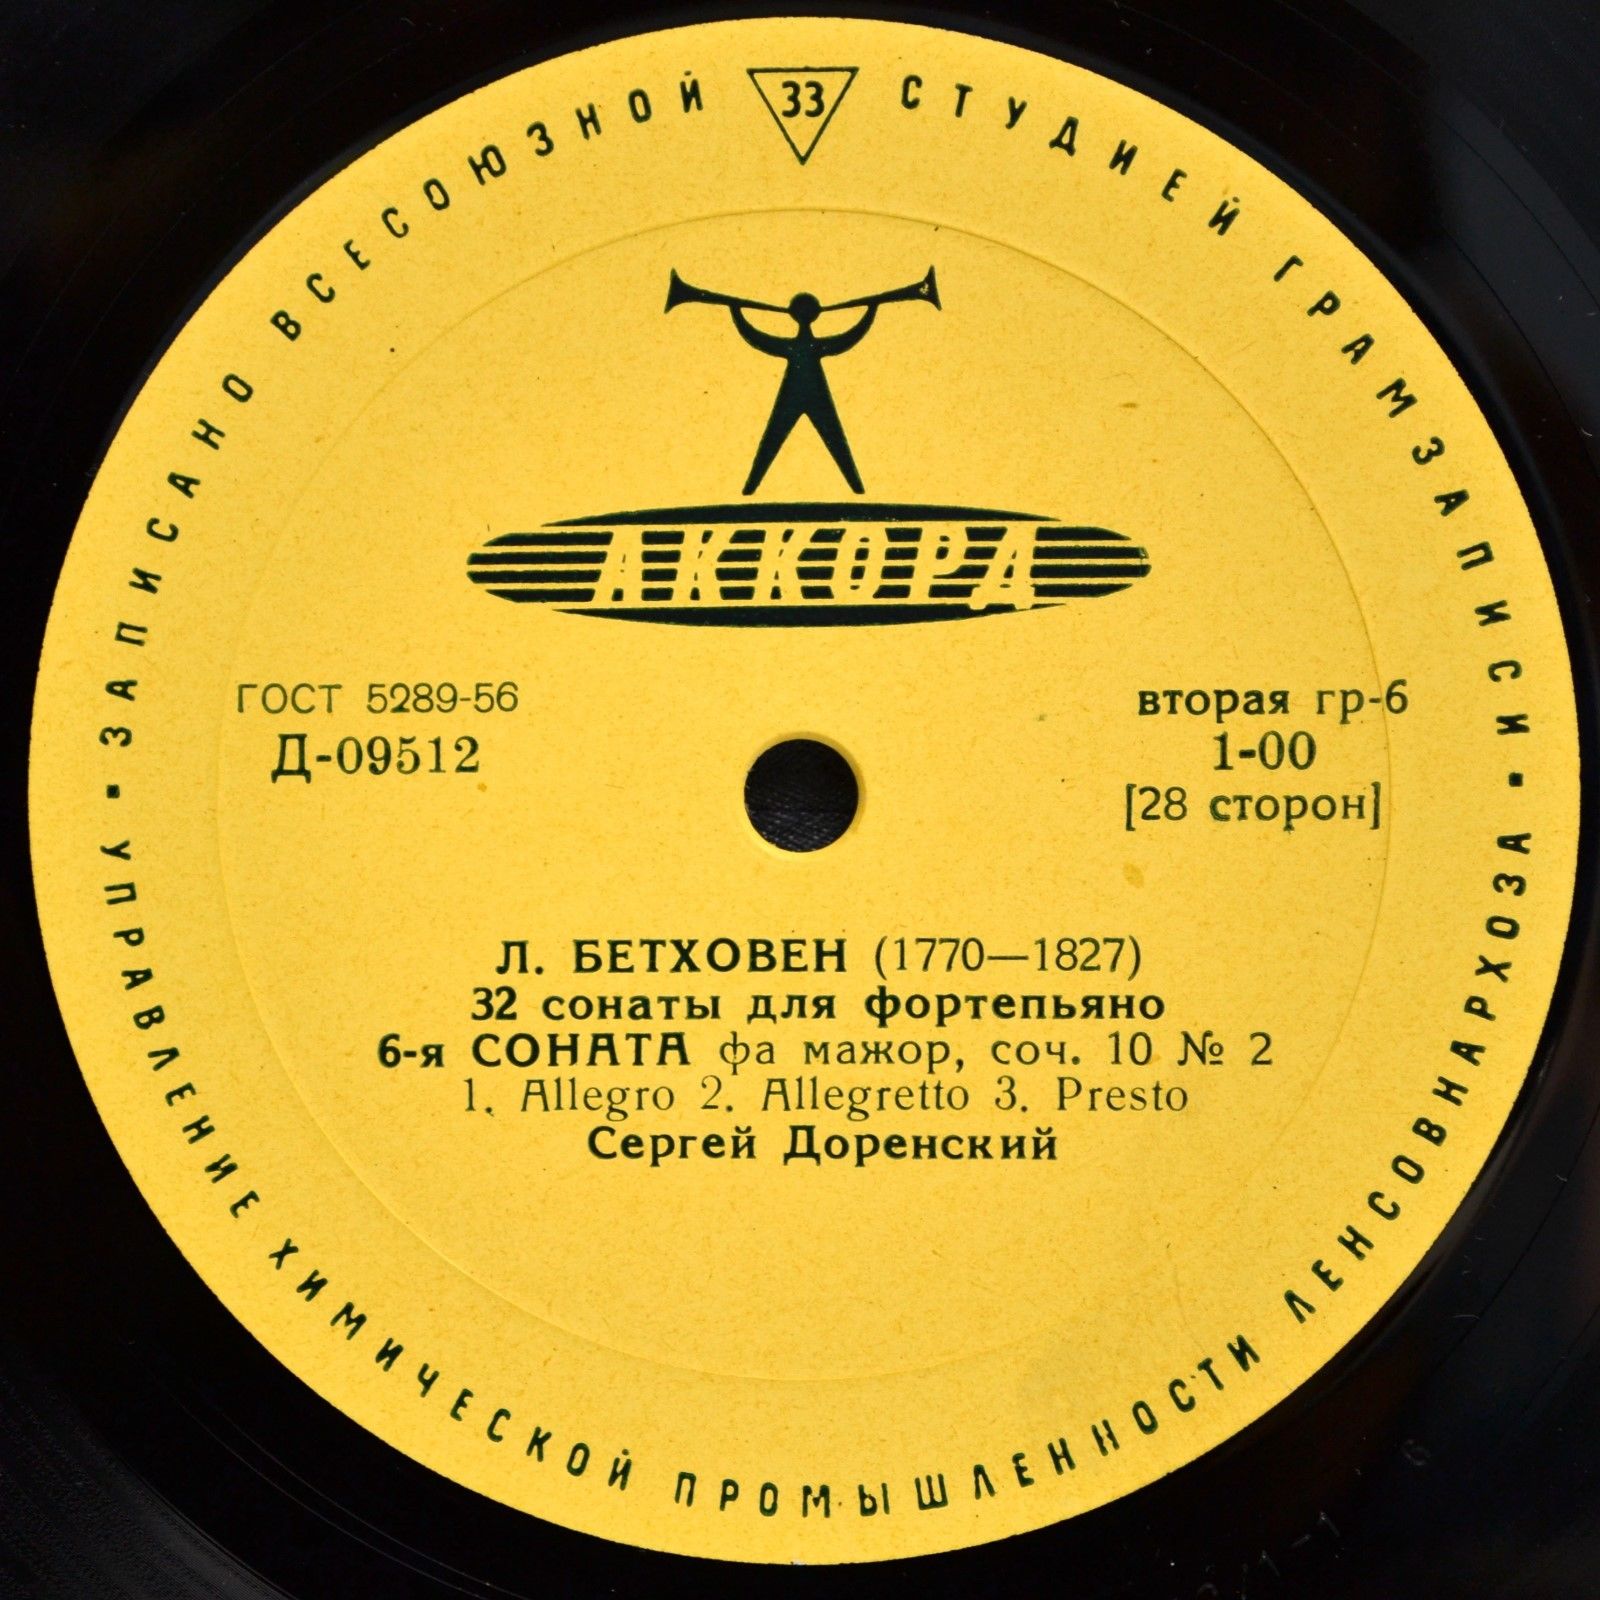 ЗАПИСАНО ВСЕСОЮЗНОЙ СТУДИЕЙ ГРАМЗАПИСИ
33
АККОРД
ГОСТ 5289-56
Д-09512
вторая гр-6
1-00
[28 сторон]
Л. БЕТХОВЕН (1770—1827)
32 сонаты для фортепьяно
6-я СОНАТА фа мажор, соч. 10 № 2
1. Allegro 2. Allegretto 3. Presto
Сергей Доренский
УПРАВЛЕНИЕ ХИМИЧЕСКОЙ ПРОМЫШЛЕННОСТИ ЛЕНСОВНАРХОЗА